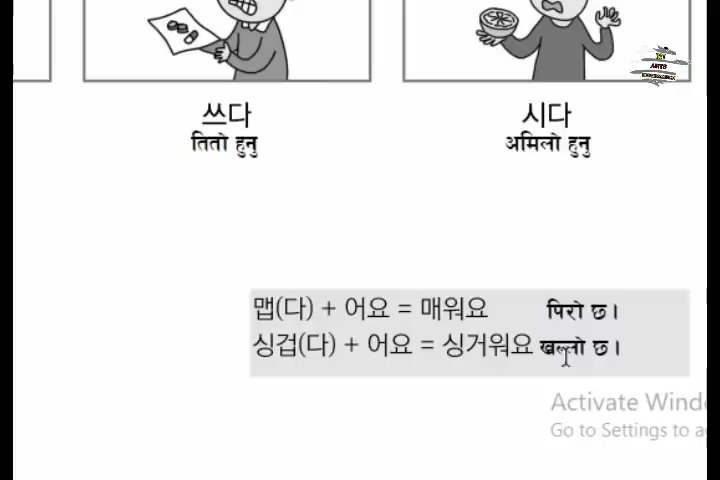 쓰다
तितो हुनु
시다
अमिलो हुनु
맵(다) + 어요 = 매워요 पिरो छ।
싱겁(다) + 어요 = 싱거워요 खल्लो छ।
Activate Wind
Go to Settings to a